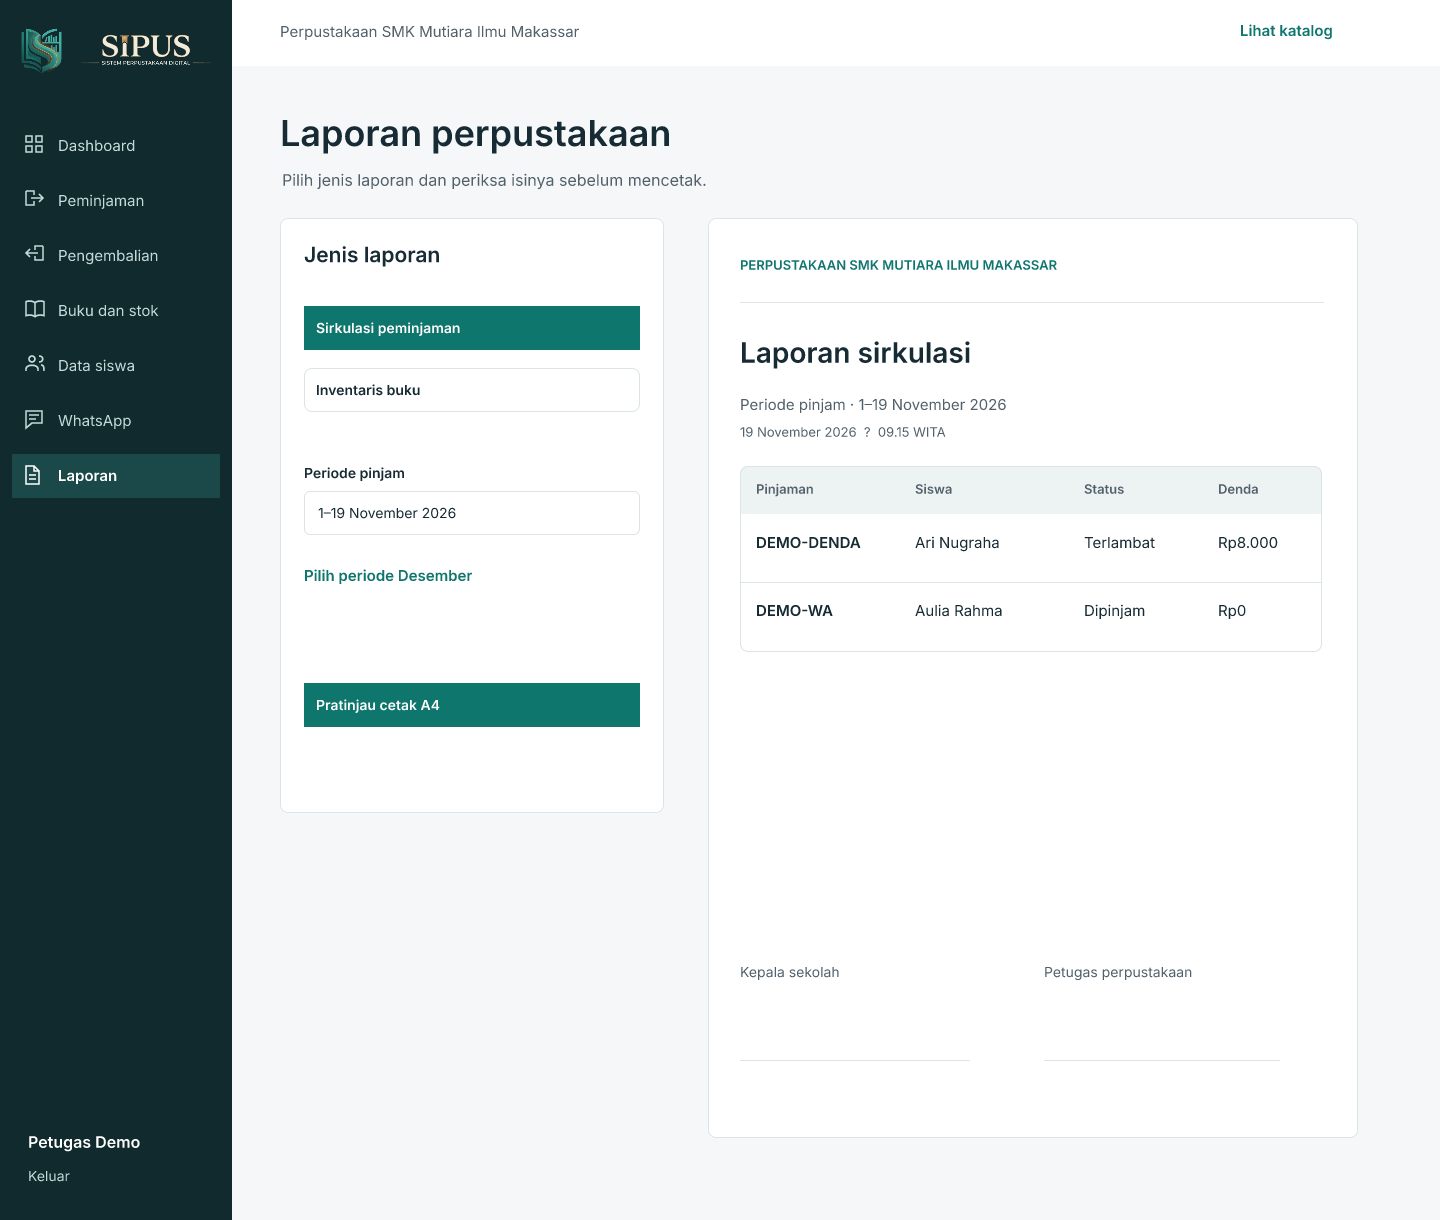 SIPUS
SISTEM PERPUSTAKAAN DIGITAL
Dashboard
Peminjaman
Pengembalian
Buku dan stok
Data siswa
WhatsApp
Laporan
Petugas Demo
Keluar
Perpustakaan SMK Mutiara Ilmu Makassar
Lihat katalog
Laporan perpustakaan
Pilih jenis laporan dan periksa isinya sebelum mencetak.
Jenis laporan
Sirkulasi peminjaman
Inventaris buku
Periode pinjam
1–19 November 2026
Pilih periode Desember
Pratinjau cetak A4
PERPUSTAKAAN SMK MUTIARA ILMU MAKASSAR
Laporan sirkulasi
Periode pinjam · 1–19 November 2026
19 November 2026 ? 09.15 WITA
Pinjaman Siswa Status Denda
DEMO-DENDA Ari Nugraha Terlambat Rp8.000
DEMO-WA Aulia Rahma Dipinjam Rp0
Kepala sekolah Petugas perpustakaan